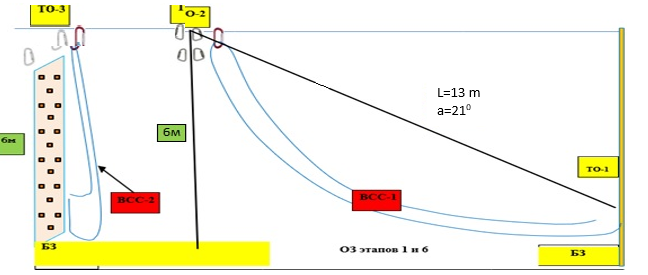 ТО-3
1
О-2
L=13 m
a=21⁰
6м
6м
ТО-1
ВСС-2
ВСС-1
БЗ
ОЗ этапов 1 и 6
БЗ